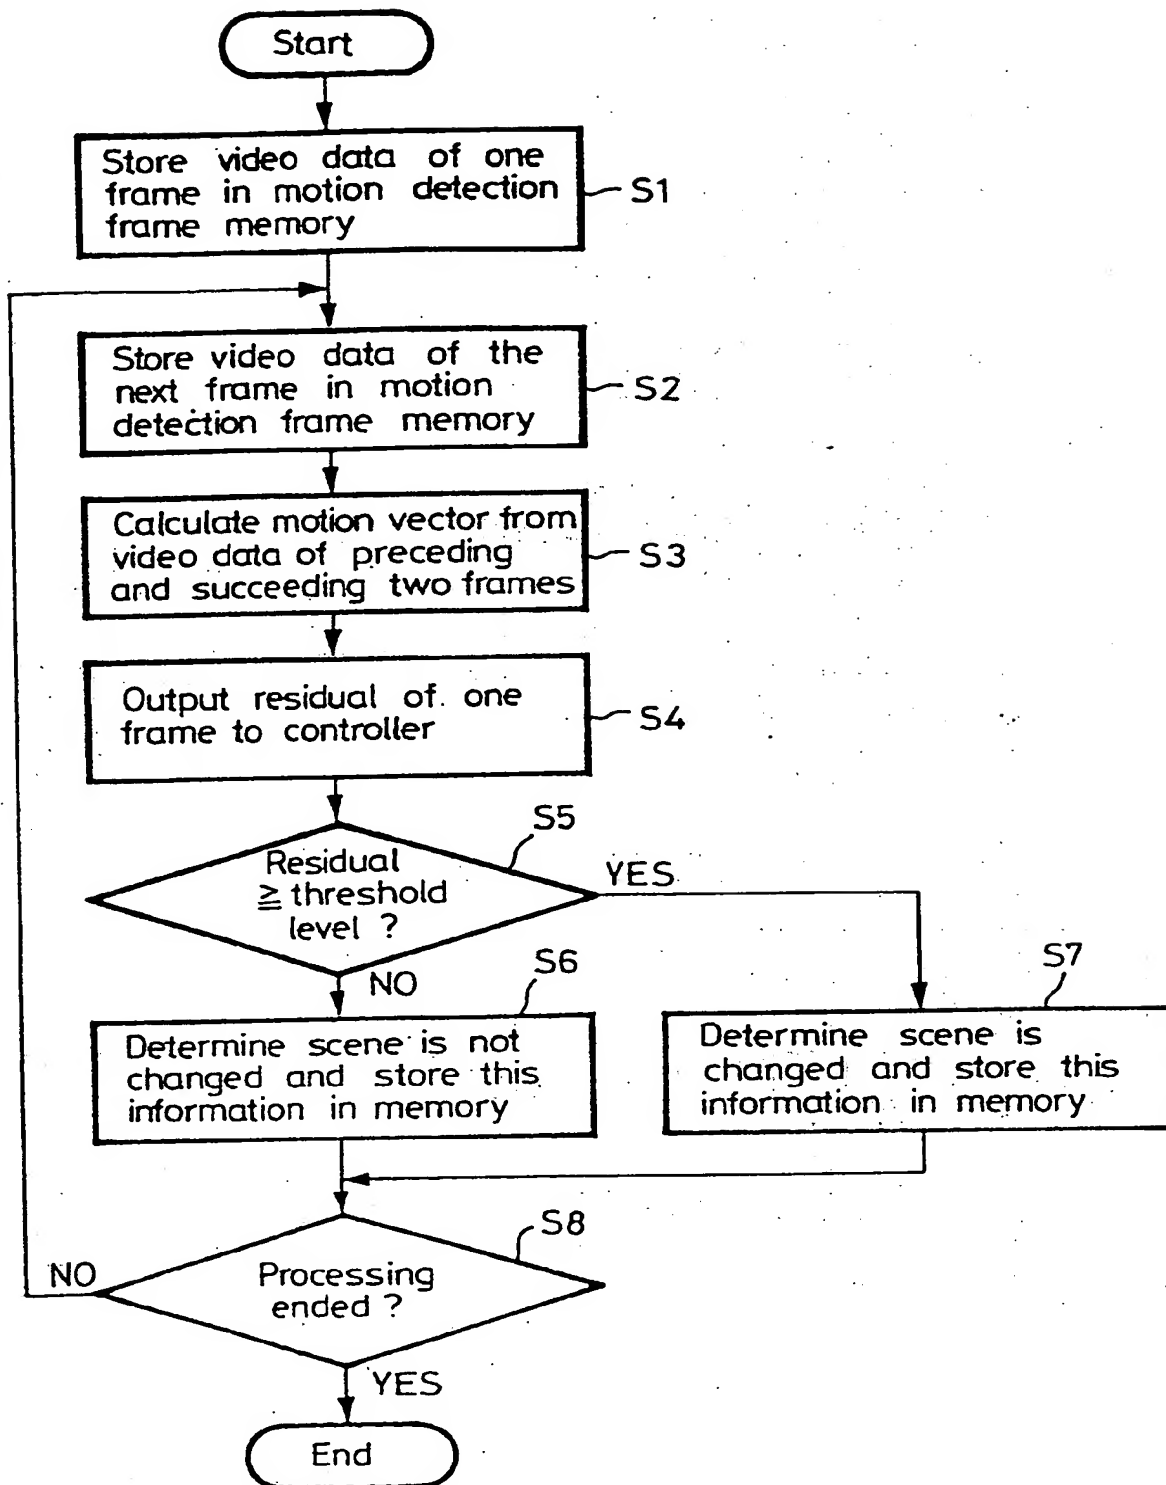 Start
Store video data of one
frame in motion detection
frame memory
S1
Store video data of the
next frame in motion
detection frame memory
S2
Calculate motion vector from
video data of preceding
and succeeding two frames
S3
Output residual of one
frame to controller
S4
S5
Residual
≧ threshold
level ?
YES
NO
S6
Determine scene is not
changed and store this
information in memory
S7
Determine scene is
changed and store this
information in memory
S8
Processing
ended ?
NO
YES
End